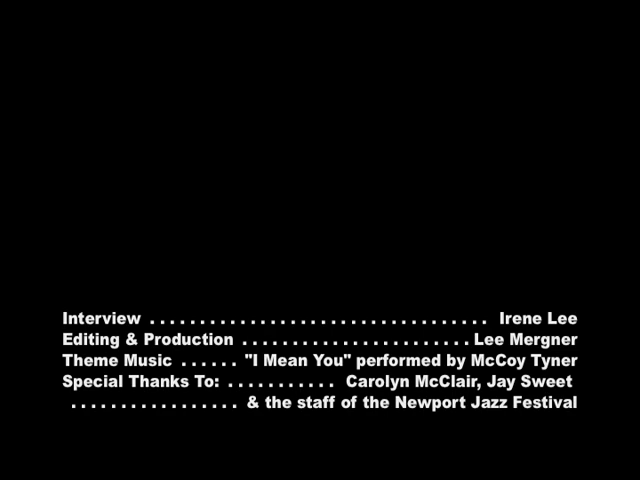 Interview .................................. Irene Lee
Editing & Production ....................... Lee Mergner
Theme Music ...... "I Mean You" performed by McCoy Tyner
Special Thanks To: ........... Carolyn McClair, Jay Sweet
................. & the staff of the Newport Jazz Festival